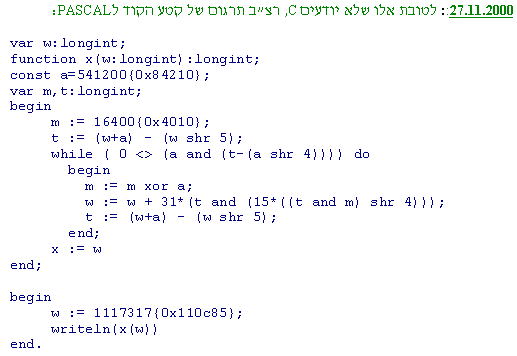 27.11.2000: לטובת אלו שלא יודעים C, רצ"ב תרגום של קטע הקוד לPASCAL:
var w:longint;
function x(w:longint):longint;
const a=541200{0x84210};
var m,t:longint;
begin
m := 16400{0x4010};
t := (w+a) - (w shr 5);
while ( 0 <> (a and (t-(a shr 4)))) do
begin
m := m xor a;
w := w + 31*(t and (15*((t and m) shr 4)));
t := (w+a) - (w shr 5);
end;
x := w
end;
begin
w := 1117317{0x110c85};
writeln(x(w))
end.